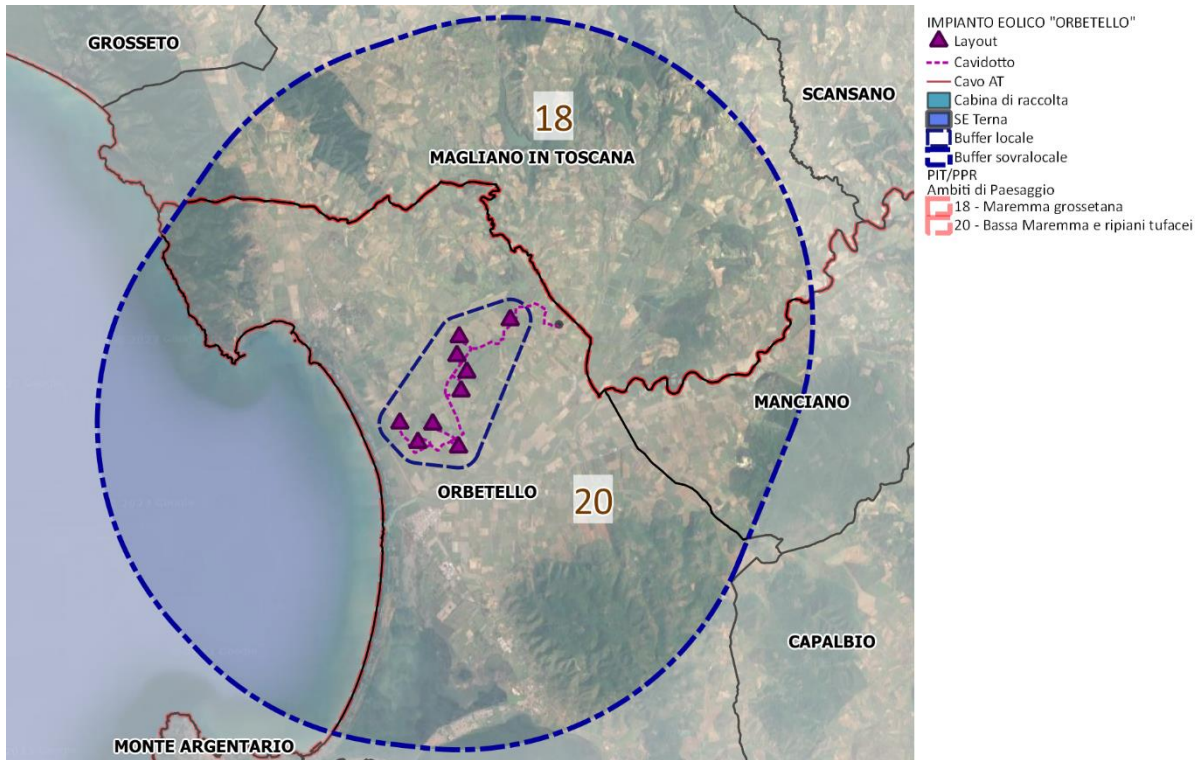 GROSSETO
SCANSANO
18
MAGLIANO IN TOSCANA
MANCIANO
ORBETELLO
20
CAPALBIO
MONTE ARGENTARIO
IMPIANTO EOLICO "ORBETELLO"
Layout
Cavidotto
Cavo AT
Cabina di raccolta
SE Terna
Buffer locale
Buffer sovralocale
PIT/PPR
Ambiti di Paesaggio
18 - Maremma grossetana
20 - Bassa Maremma e ripiani tufacei